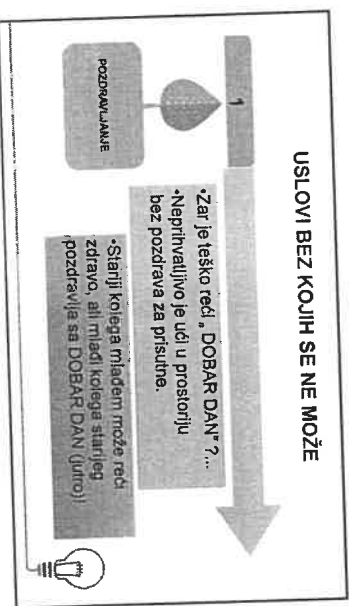 USLOVI BEZ KOJIH SE NE MOŽE
1
POZDRAVLJANJE
•Zar je teško reći „ DOBAR DAN“ ?...
•Neprihvatljivo je ući u prostoriju
bez pozdrava za prisutne.
•Stariji kolega mlađem može reći
zdravo, ali mlađi kolega starijeg
pozdravlja sa DOBAR DAN (jutro)!